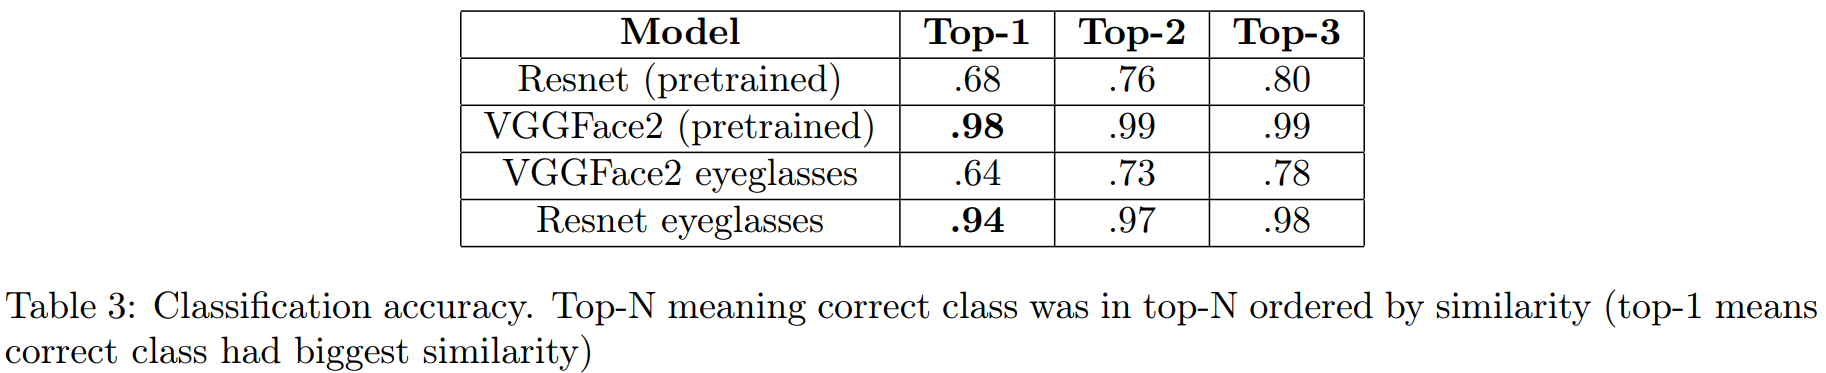 Model Top-1 Top-2 Top-3
Resnet (pretrained) .68 .76 .80
VGGFace2 (pretrained) .98 .99 .99
VGGFace2 eyeglasses .64 .73 .78
Resnet eyeglasses .94 .97 .98
Table 3: Classification accuracy. Top-N meaning correct class was in top-N ordered by similarity (top-1 means
correct class had biggest similarity)